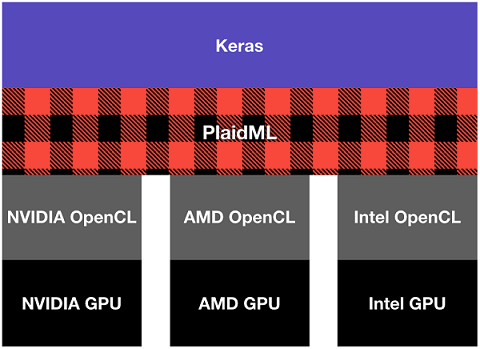 Keras
PlaidML
NVIDIA OpenCL
AMD OpenCL
Intel OpenCL
NVIDIA GPU
AMD GPU
Intel GPU